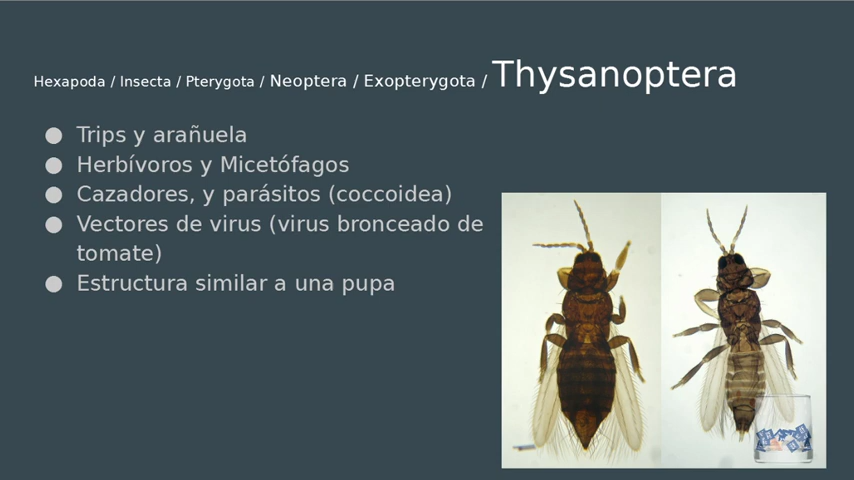 Hexapoda / Insecta / Pterygota / Neoptera / Exopterygota / Thysanoptera
● Trips y arañuela
● Herbívoros y Micetófagos
● Cazadores, y parásitos (coccoidea)
● Vectores de virus (virus bronceado de
tomate)
● Estructura similar a una pupa